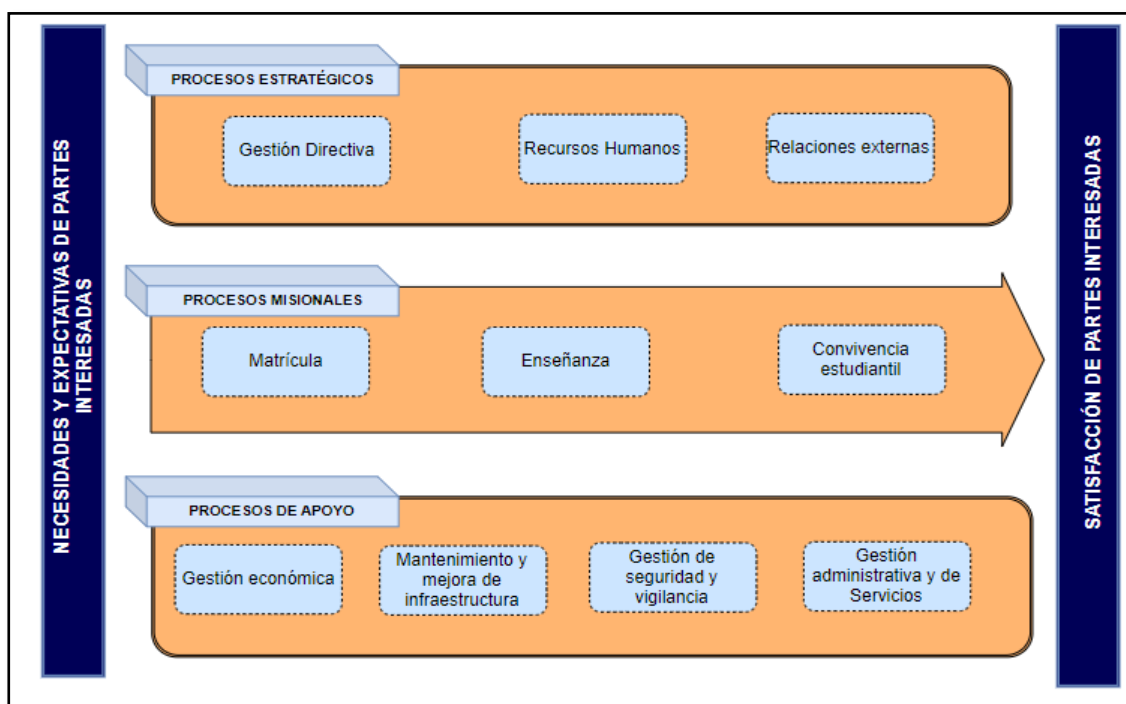 NECESIDADES Y EXPECTATIVAS DE PARTES
INTERESADAS
PROCESOS ESTRATÉGICOS
Gestión Directiva
Recursos Humanos
Relaciones externas
PROCESOS MISIONALES
Matrícula
Enseñanza
Convivencia
estudiantil
PROCESOS DE APOYO
Gestión económica
Mantenimiento y
mejora de
infraestructura
Gestión de
seguridad y
vigilancia
Gestión
administrativa y de
Servicios
SATISFACCIÓN DE PARTES INTERESADAS